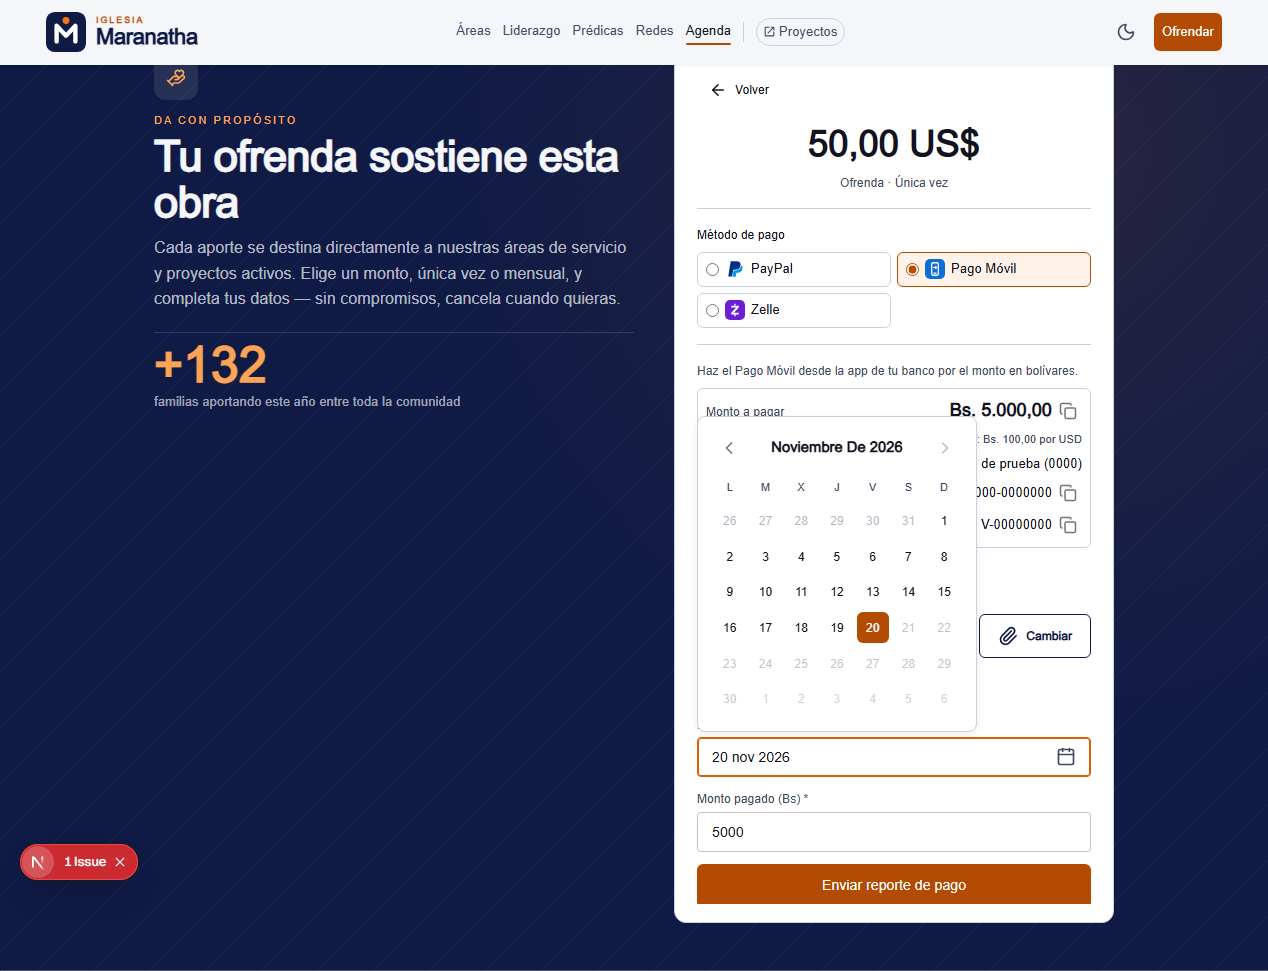 IGLESIA
Maranatha
Áreas Liderazgo Prédicas Redes Agenda Proyectos
Ofrendar
DA CON PROPÓSITO
Tu ofrenda sostiene esta
obra
Cada aporte se destina directamente a nuestras áreas de servicio
y proyectos activos. Elige un monto, única vez o mensual, y
completa tus datos — sin compromisos, cancela cuando quieras.
+132
familias aportando este año entre toda la comunidad
1 Issue
Volver
50,00 US$
Ofrenda · Única vez
Método de pago
PayPal
Pago Móvil
Zelle
Haz el Pago Móvil desde la app de tu banco por el monto en bolívares.
Monto a pagar Bs. 5.000,00
: Bs. 100,00 por USD
de prueba (0000)
000-0000000
V-00000000
Noviembre De 2026
L M X J V S D
26 27 28 29 30 31 1
2 3 4 5 6 7 8
9 10 11 12 13 14 15
16 17 18 19 20 21 22
23 24 25 26 27 28 29
30 1 2 3 4 5 6
Cambiar
20 nov 2026
Monto pagado (Bs) *
5000
Enviar reporte de pago